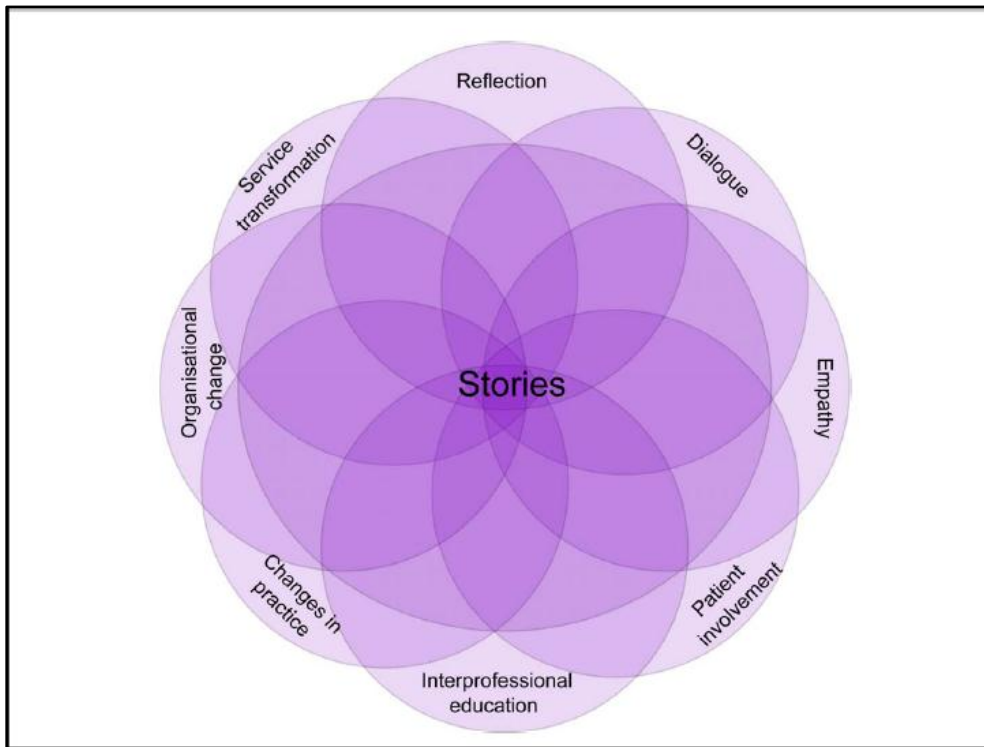 Reflection
Dialogue
Empathy
Patient
involvement
Interprofessional
education
Changes in
practice
Organisational
change
Service
transformation
Stories